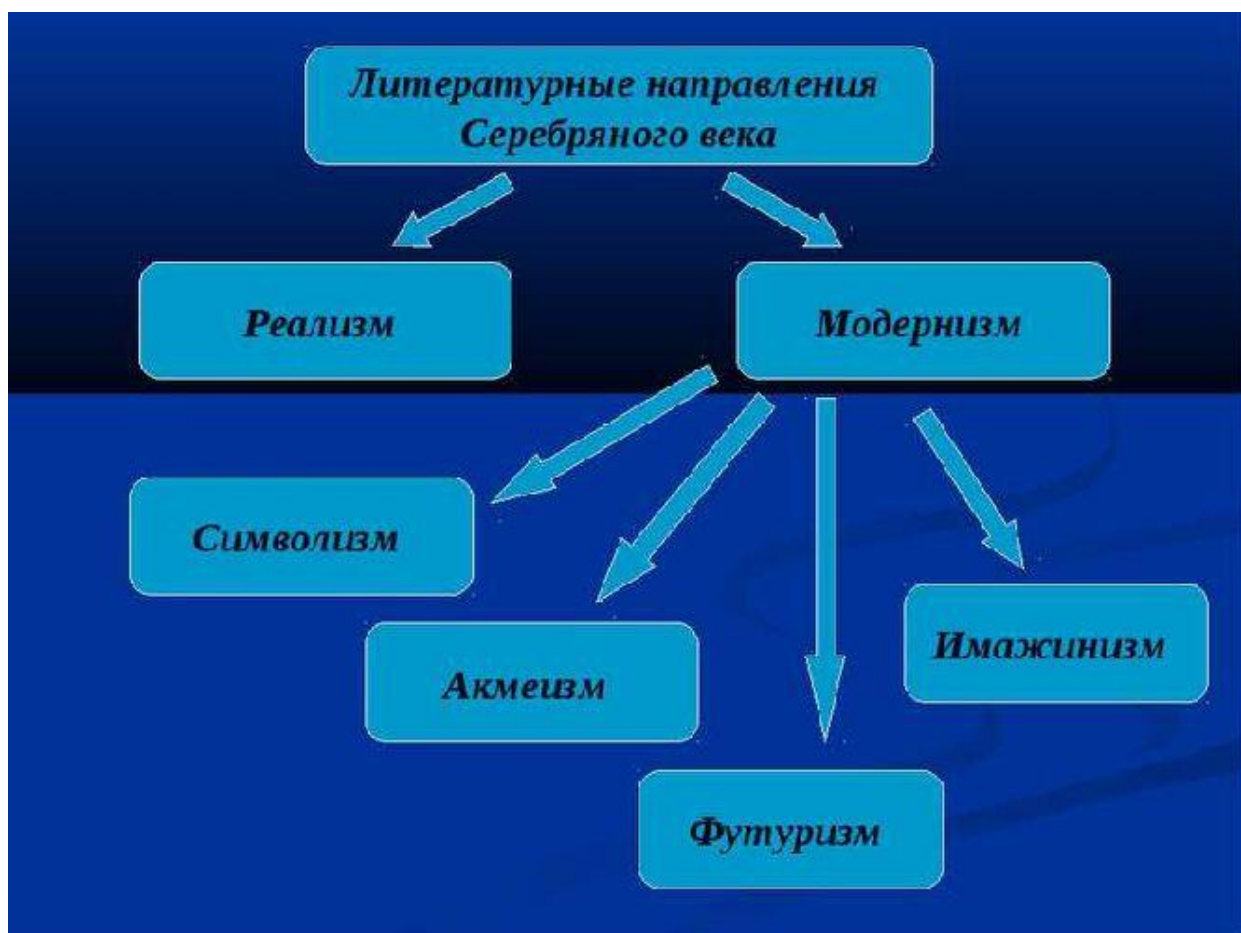 Литературные направления
Серебряного века
Реализм
Модернизм
Символизм
Акмеизм
Имажинизм
Футуризм